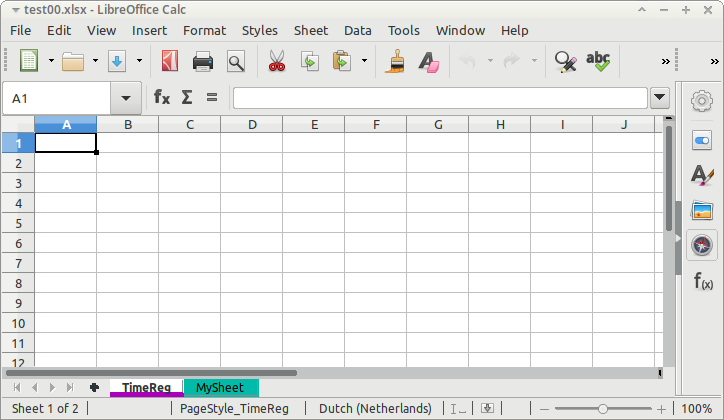 test00.xlsx - LibreOffice Calc
File Edit View Insert Format Styles Sheet Data Tools Window Help
abc
A1 fx Σ =
A B C D E F G H I J
1
2
3
4
5
6
7
8
9
10
11
12
TimeReg MySheet
Sheet 1 of 2 PageStyle_TimeReg Dutch (Netherlands) 100%
f(x)